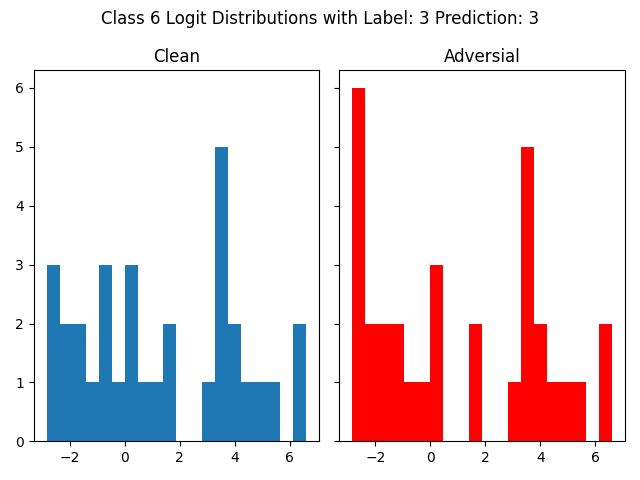 Class 6 Logit Distributions with Label: 3 Prediction: 3
Clean
Adversial
6
5
4
3
2
1
0
−2 0 2 4 6
−2 0 2 4 6